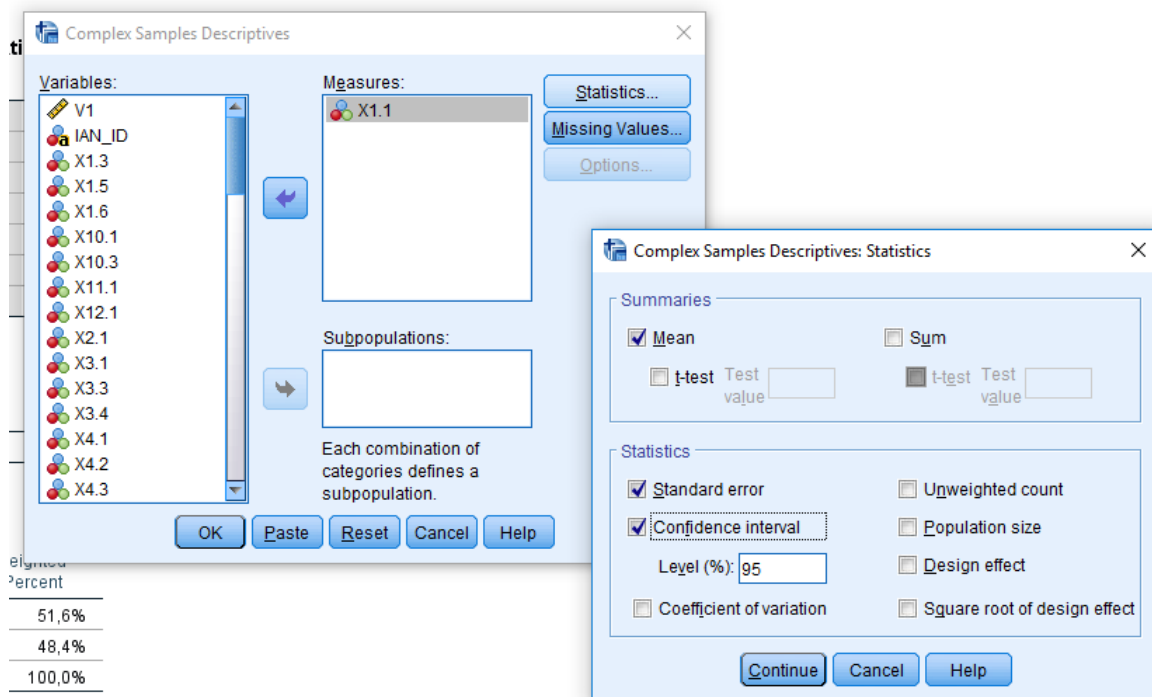 Complex Samples Descriptives
Variables:
V1
IAN_ID
X1.3
X1.5
X1.6
X10.1
X10.3
X11.1
X12.1
X2.1
X3.1
X3.3
X3.4
X4.1
X4.2
X4.3
Measures:
X1.1
Subpopulations:
Each combination of
categories defines a
subpopulation.
Statistics...
Missing Values...
Options...
OK Paste Reset Cancel Help
Percent
51,6%
48,4%
100,0%
Complex Samples Descriptives: Statistics
Summaries
Mean Sum
t-test Test value t-test Test value
Statistics
Standard error Unweighted count
Confidence interval Population size
Level (%): 95 Design effect
Coefficient of variation Square root of design effect
Continue Cancel Help